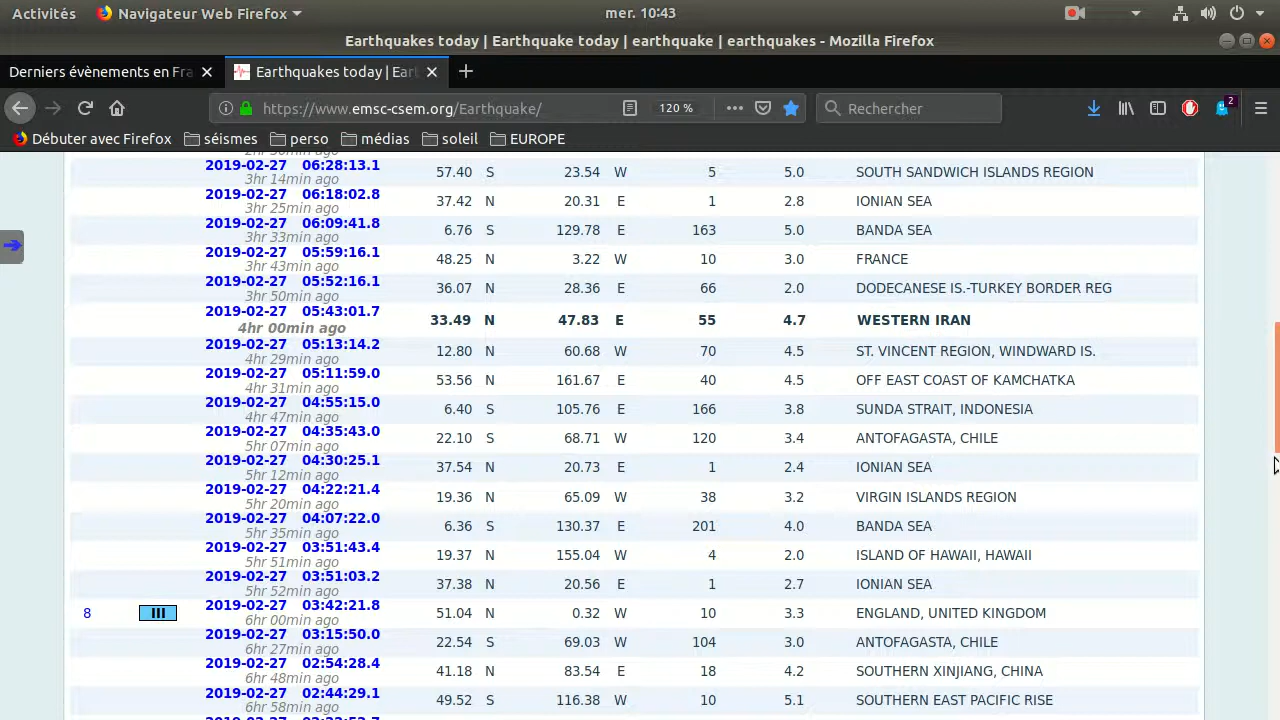 Activités Navigateur Web Firefox mer. 10:43
Earthquakes today | Earthquake today | earthquake | earthquakes - Mozilla Firefox
Derniers évènements en Fra Earthquakes today | Eart
https://www.emsc-csem.org/Earthquake/ 120 % Rechercher 2
Débuter avec Firefox séismes perso médias soleil EUROPE
2019-02-27 06:28:13.1 57.40 S 23.54 W 5 5.0 SOUTH SANDWICH ISLANDS REGION
3hr 14min ago
2019-02-27 06:18:02.8 37.42 N 20.31 E 1 2.8 IONIAN SEA
3hr 25min ago
2019-02-27 06:09:41.8 6.76 S 129.78 E 163 5.0 BANDA SEA
3hr 33min ago
2019-02-27 05:59:16.1 48.25 N 3.22 W 10 3.0 FRANCE
3hr 43min ago
2019-02-27 05:52:16.1 36.07 N 28.36 E 66 2.0 DODECANESE IS.-TURKEY BORDER REG
3hr 50min ago
2019-02-27 05:43:01.7 33.49 N 47.83 E 55 4.7 WESTERN IRAN
4hr 00min ago
2019-02-27 05:13:14.2 12.80 N 60.68 W 70 4.5 ST. VINCENT REGION, WINDWARD IS.
4hr 29min ago
2019-02-27 05:11:59.0 53.56 N 161.67 E 40 4.5 OFF EAST COAST OF KAMCHATKA
4hr 31min ago
2019-02-27 04:55:15.0 6.40 S 105.76 E 166 3.8 SUNDA STRAIT, INDONESIA
4hr 47min ago
2019-02-27 04:35:43.0 22.10 S 68.71 W 120 3.4 ANTOFAGASTA, CHILE
5hr 07min ago
2019-02-27 04:30:25.1 37.54 N 20.73 E 1 2.4 IONIAN SEA
5hr 12min ago
2019-02-27 04:22:21.4 19.36 N 65.09 W 38 3.2 VIRGIN ISLANDS REGION
5hr 20min ago
2019-02-27 04:07:22.0 6.36 S 130.37 E 201 4.0 BANDA SEA
5hr 35min ago
2019-02-27 03:51:43.4 19.37 N 155.04 W 4 2.0 ISLAND OF HAWAII, HAWAII
5hr 51min ago
2019-02-27 03:51:03.2 37.38 N 20.56 E 1 2.7 IONIAN SEA
5hr 52min ago
8 III 2019-02-27 03:42:21.8 51.04 N 0.32 W 10 3.3 ENGLAND, UNITED KINGDOM
6hr 00min ago
2019-02-27 03:15:50.0 22.54 S 69.03 W 104 3.0 ANTOFAGASTA, CHILE
6hr 27min ago
2019-02-27 02:54:28.4 41.18 N 83.54 E 18 4.2 SOUTHERN XINJIANG, CHINA
6hr 48min ago
2019-02-27 02:44:29.1 49.52 S 116.38 W 10 5.1 SOUTHERN EAST PACIFIC RISE
6hr 58min ago